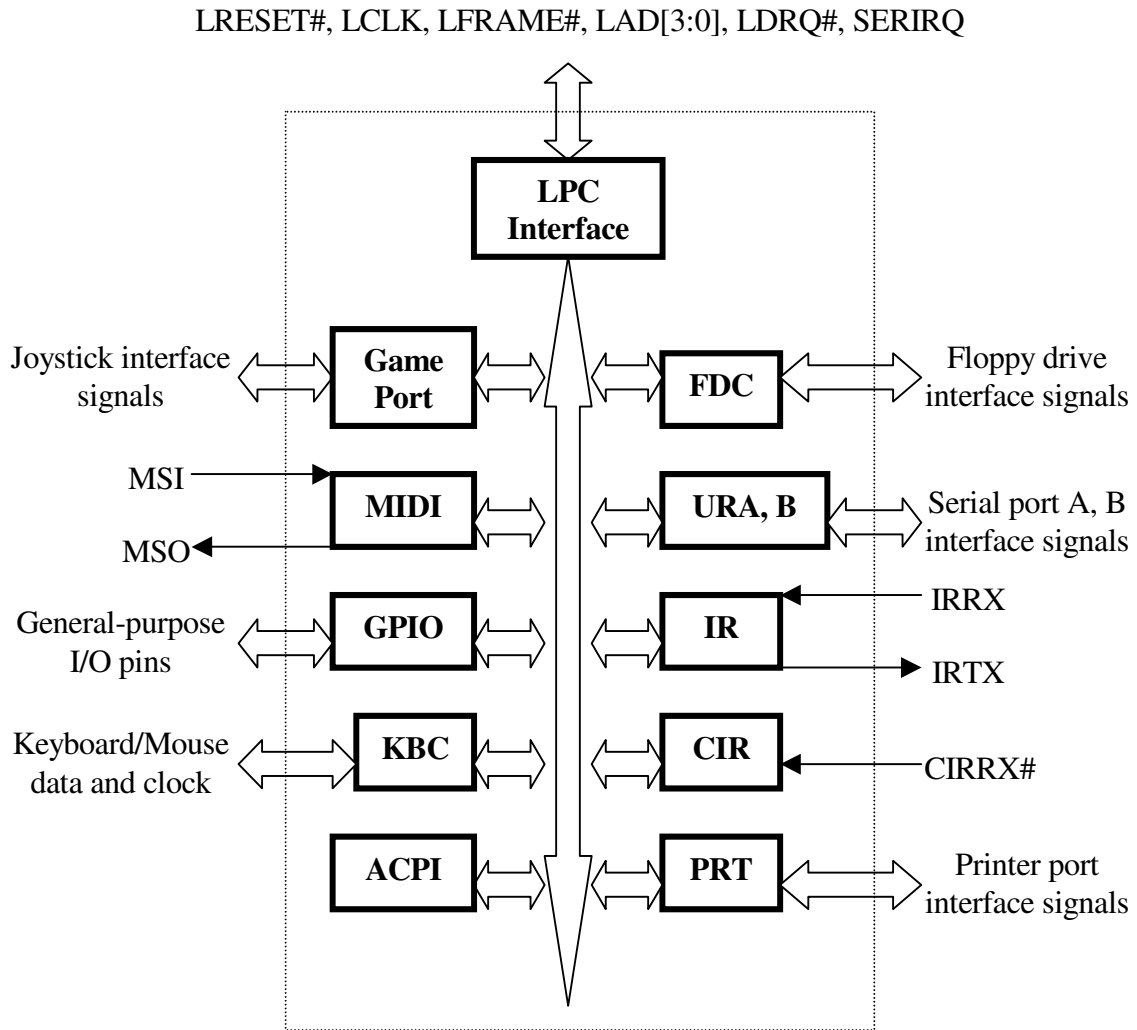 LRESET#, LCLK, LFRAME#, LAD[3:0], LDRQ#, SERIRQ
LPC
Interface
Joystick interface
signals
Game
Port
FDC
Floppy drive
interface signals
MSI
MSO
MIDI
URA, B
Serial port A, B
interface signals
General-purpose
I/O pins
GPIO
IR
IRRX
IRTX
Keyboard/Mouse
data and clock
KBC
CIR
CIRRX#
ACPI
PRT
Printer port
interface signals